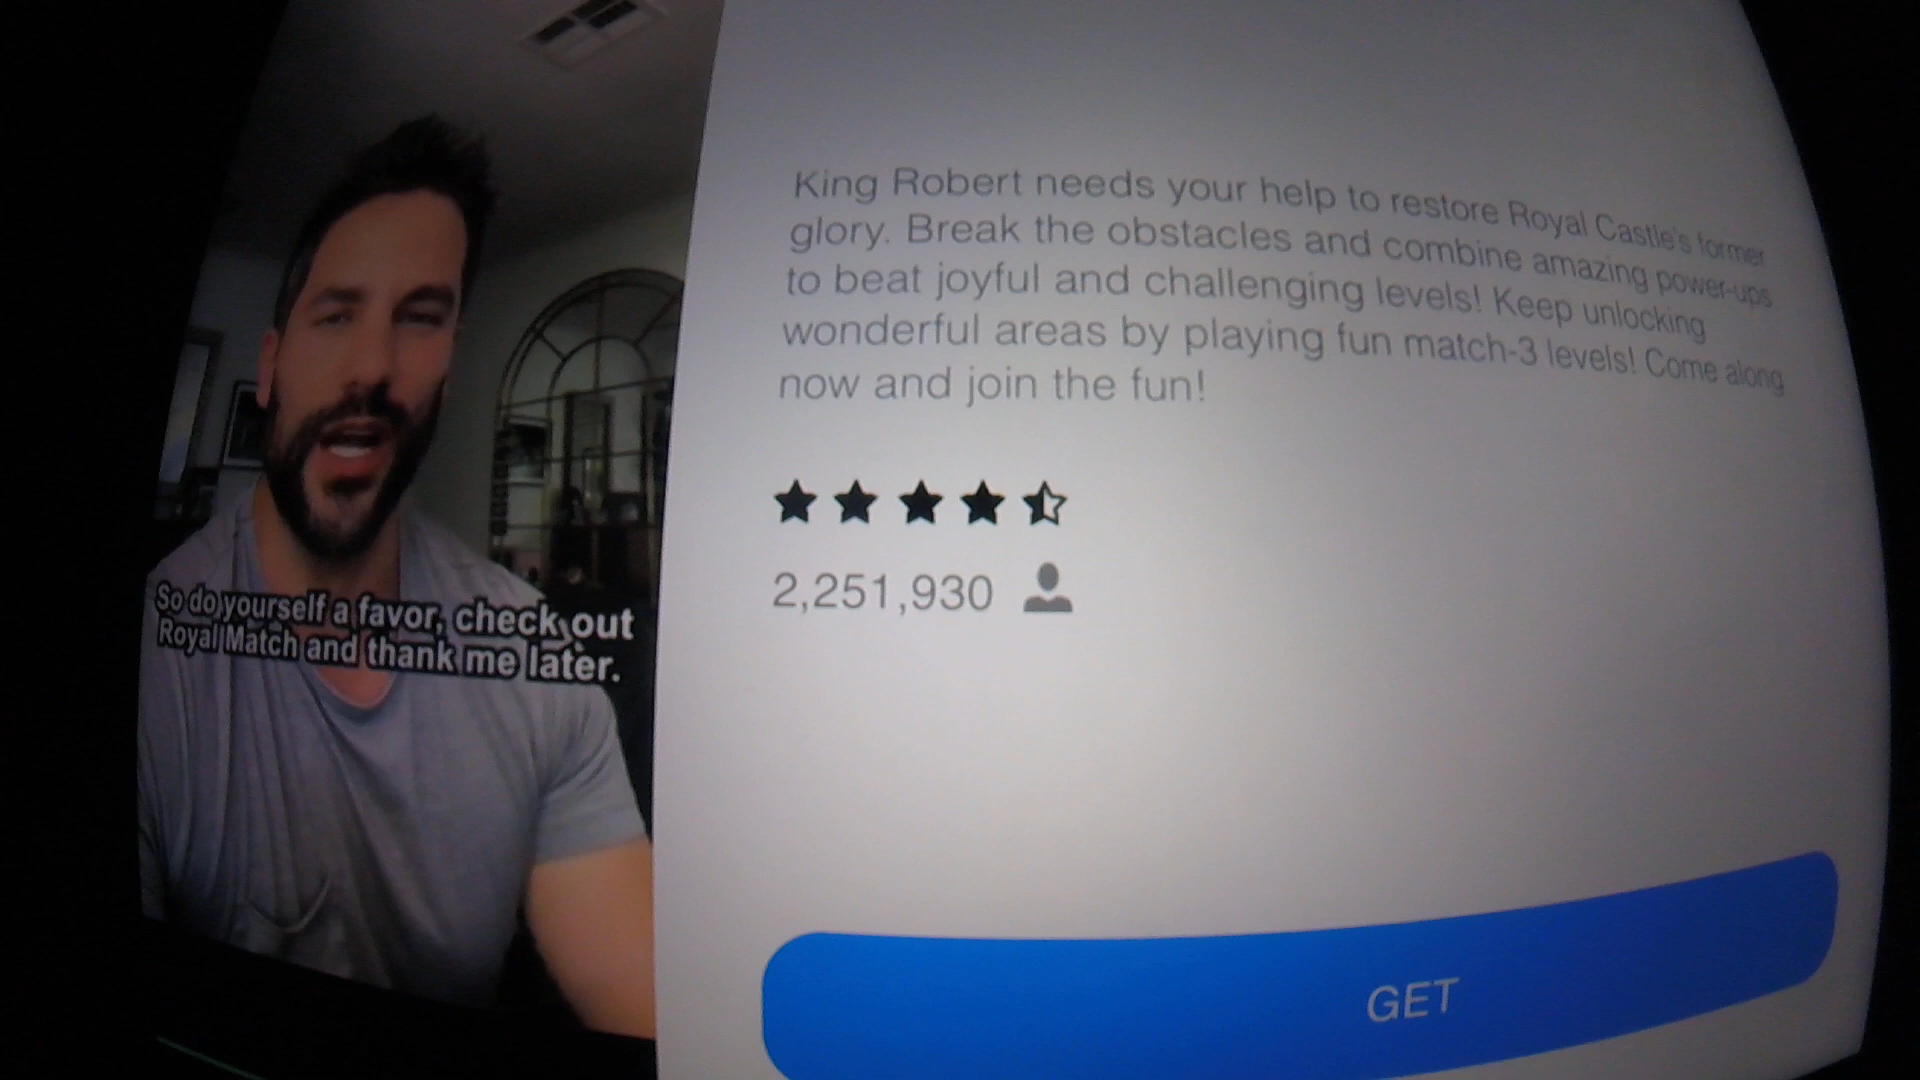 So do yourself a favor, check out
Royal Match and thank me later.
King Robert needs your help to restore Royal Castle's former
glory. Break the obstacles and combine amazing power-ups
to beat joyful and challenging levels! Keep unlocking
wonderful areas by playing fun match-3 levels! Come along
now and join the fun!
2,251,930
GET